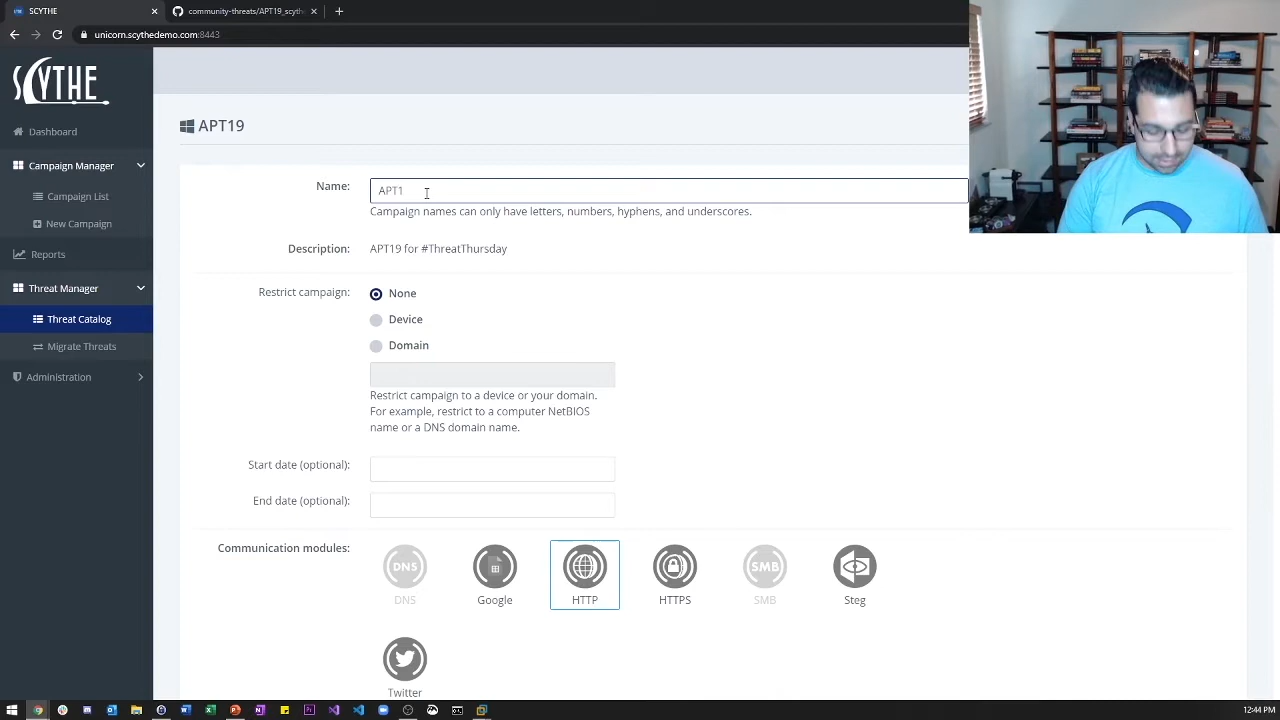 SCYTHE
community-threats/APT19_scythe
unicorn.scythedemo.com:8443
SCYTHE
Dashboard
Campaign Manager
Campaign List
New Campaign
Reports
Threat Manager
Threat Catalog
Migrate Threats
Administration
APT19
Name:
APT1
Campaign names can only have letters, numbers, hyphens, and underscores.
Description:
APT19 for #ThreatThursday
Restrict campaign:
None
Device
Domain
Restrict campaign to a device or your domain.
For example, restrict to a computer NetBIOS
name or a DNS domain name.
Start date (optional):
End date (optional):
Communication modules:
DNS
DNS
Google
HTTP
HTTPS
SMB
SMB
Steg
Twitter
12:44 PM